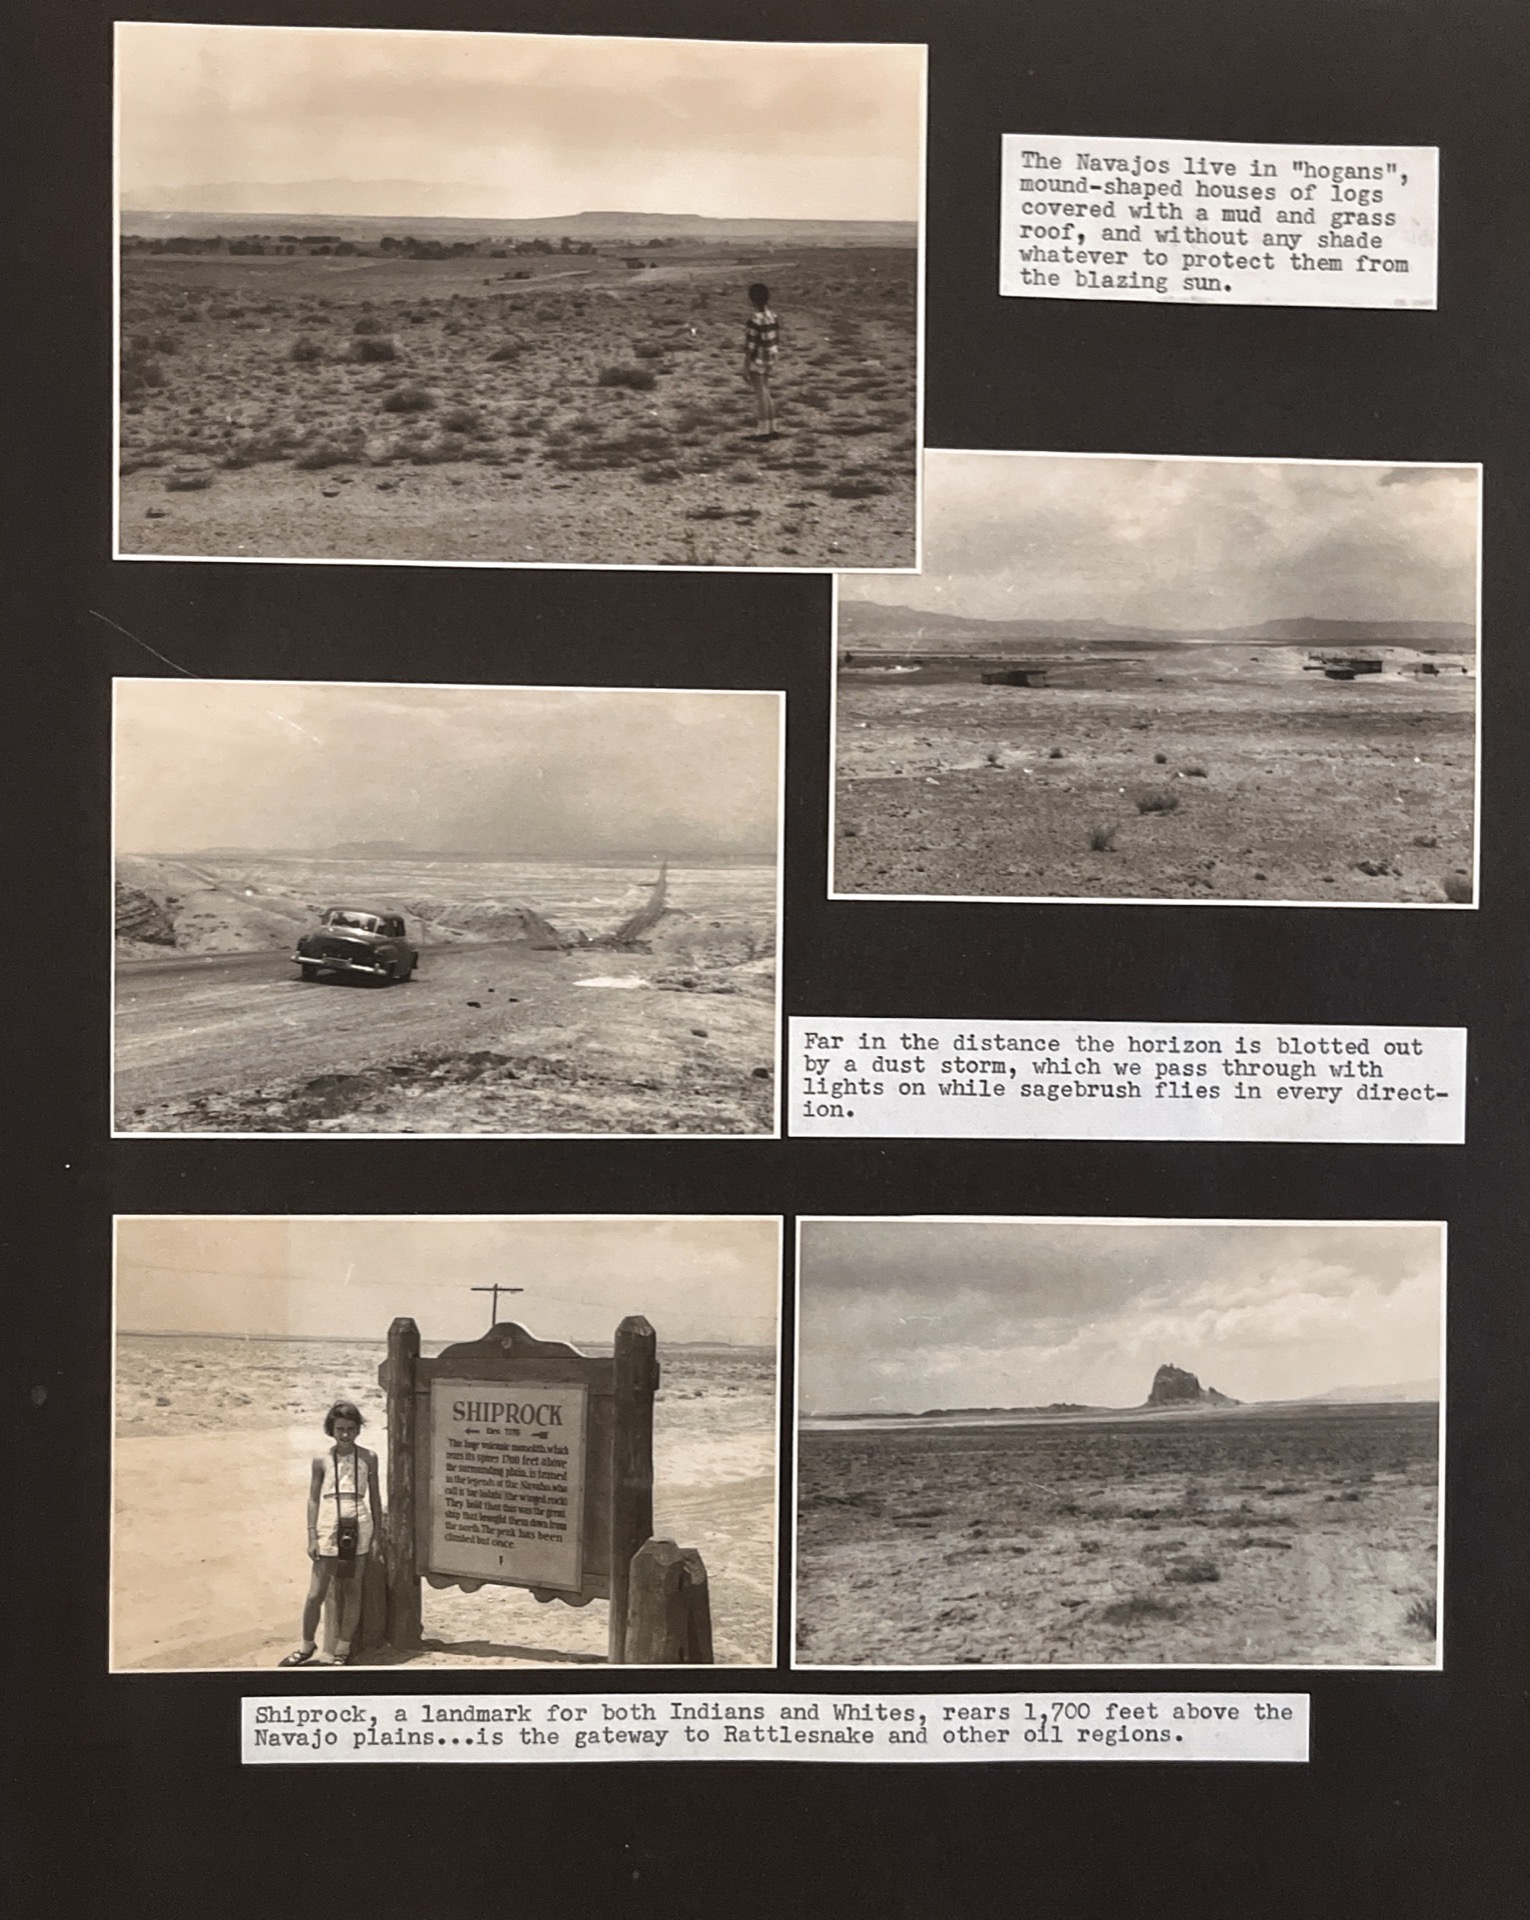 The Navajos live in "hogans",
mound-shaped houses of logs
covered with a mud and grass
roof, and without any shade
whatever to protect them from
the blazing sun.
Far in the distance the horizon is blotted out
by a dust storm, which we pass through with
lights on while sagebrush flies in every direct-
ion.
SHIPROCK
The huge volcanic monolith, which
rears its spires 1700 feet above
the surrounding plain, is famed
in the legends of the Navaho, who
call it (the winged rock)
They hold that this was the great
ship that brought them down from
the north. The peak has been
climbed but once.
Shiprock, a landmark for both Indians and Whites, rears 1,700 feet above the
Navajo plains...is the gateway to Rattlesnake and other oil regions.